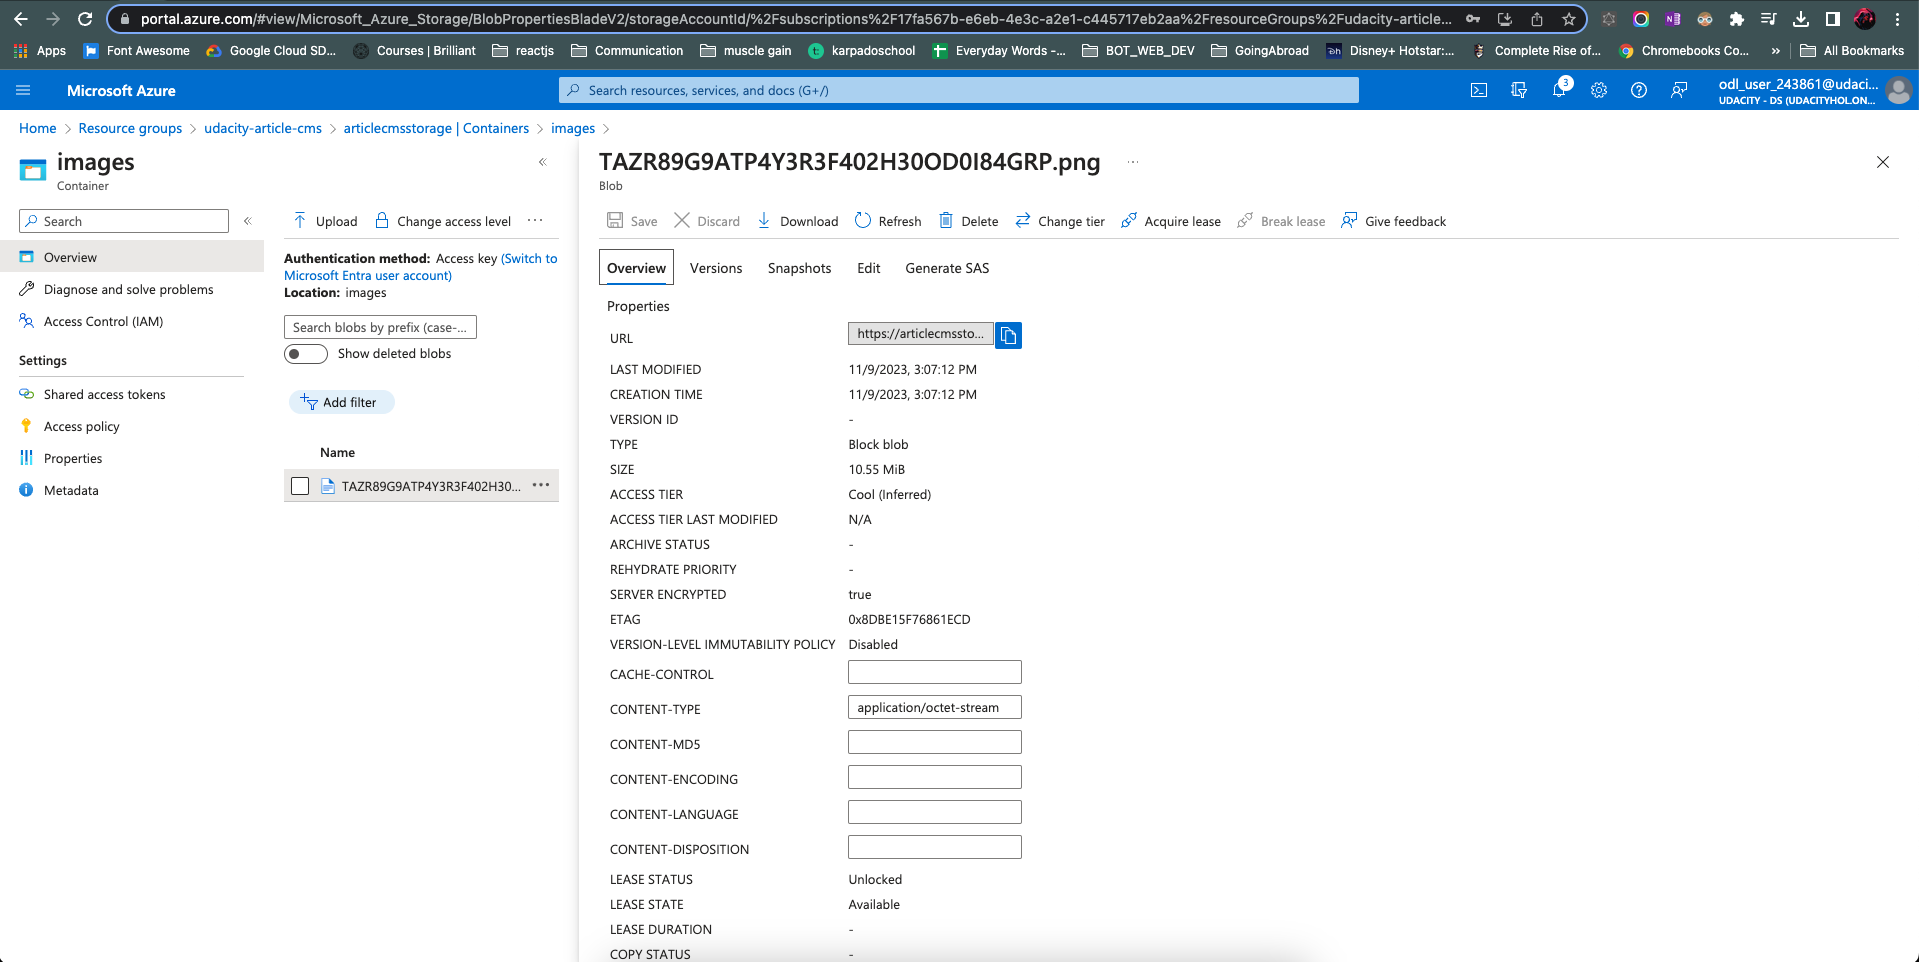 portal.azure.com/#view/Microsoft_Azure_Storage/BlobPropertiesBladeV2/storageAccountId/%2Fsubscriptions%2F17fa567b-e6eb-4e3c-a2e1-c445717eb2aa%2FresourceGroups%2Fudacity-article...
Apps Font Awesome Google Cloud SD... Courses | Brilliant reactjs Communication muscle gain karpadoschool Everyday Words -... BOT_WEB_DEV GoingAbroad Disney+ Hotstar:... Complete Rise of... Chromebooks Co... » All Bookmarks
Microsoft Azure
Search resources, services, and docs (G+/)
3
odl_user_243861@udaci...
UDACITY - DS (UDACITYHOL.ON...
Home > Resource groups > udacity-article-cms > articlecmsstorage | Containers > images >
images
Container
Search
Overview
Diagnose and solve problems
Access Control (IAM)
Settings
Shared access tokens
Access policy
Properties
Metadata
Upload Change access level ...
Authentication method: Access key (Switch to
Microsoft Entra user account)
Location: images
Search blobs by prefix (case-...
Show deleted blobs
Add filter
Name
TAZR89G9ATP4Y3R3F402H30... ...
TAZR89G9ATP4Y3R3F402H30OD0I84GRP.png ...
Blob
Save Discard Download Refresh Delete Change tier Acquire lease Break lease Give feedback
Overview Versions Snapshots Edit Generate SAS
Properties
URL https://articlecmssto...
LAST MODIFIED 11/9/2023, 3:07:12 PM
CREATION TIME 11/9/2023, 3:07:12 PM
VERSION ID -
TYPE Block blob
SIZE 10.55 MiB
ACCESS TIER Cool (Inferred)
ACCESS TIER LAST MODIFIED N/A
ARCHIVE STATUS -
REHYDRATE PRIORITY -
SERVER ENCRYPTED true
ETAG 0x8DBE15F76861ECD
VERSION-LEVEL IMMUTABILITY POLICY Disabled
CACHE-CONTROL
CONTENT-TYPE application/octet-stream
CONTENT-MD5
CONTENT-ENCODING
CONTENT-LANGUAGE
CONTENT-DISPOSITION
LEASE STATUS Unlocked
LEASE STATE Available
LEASE DURATION -
COPY STATUS -